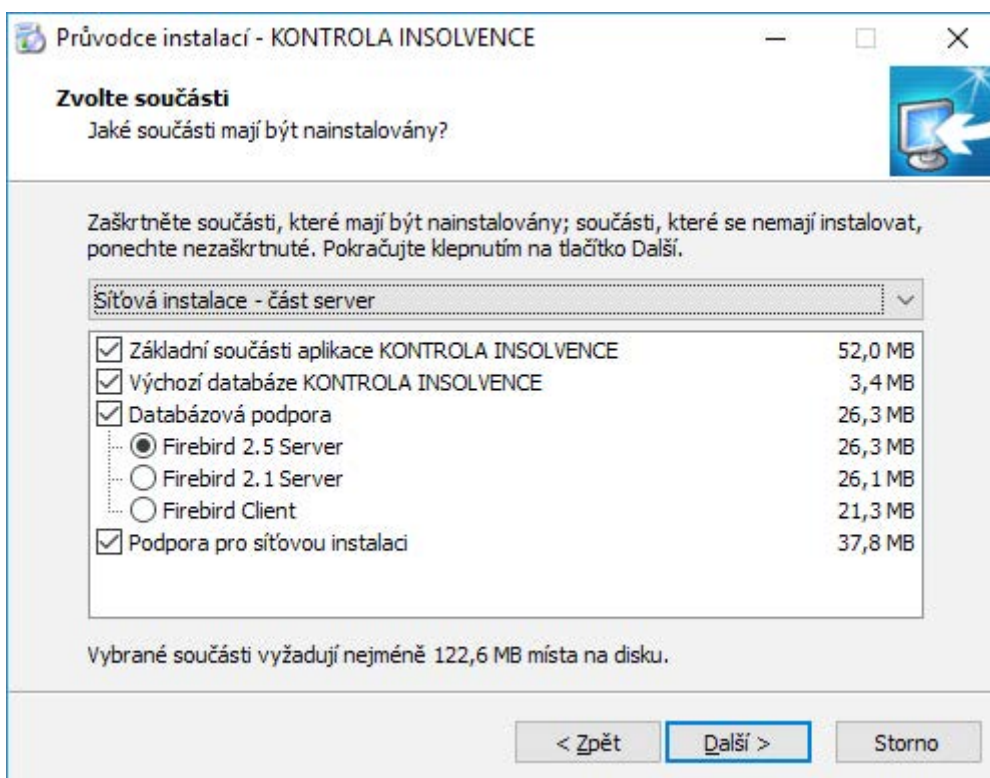 Průvodce instalací - KONTROLA INSOLVENCE
Zvolte součásti
Jaké součásti mají být nainstalovány?
Zaškrtněte součásti, které mají být nainstalovány; součásti, které se nemají instalovat,
ponechte nezaškrtnuté. Pokračujte klepnutím na tlačítko Další.
Síťová instalace - část server
Základní součásti aplikace KONTROLA INSOLVENCE 52,0 MB
Výchozí databáze KONTROLA INSOLVENCE 3,4 MB
Databázová podpora 26,3 MB
Firebird 2.5 Server 26,3 MB
Firebird 2.1 Server 26,1 MB
Firebird Client 21,3 MB
Podpora pro síťovou instalaci 37,8 MB
Vybrané součásti vyžadují nejméně 122,6 MB místa na disku.
< Zpět Další > Storno